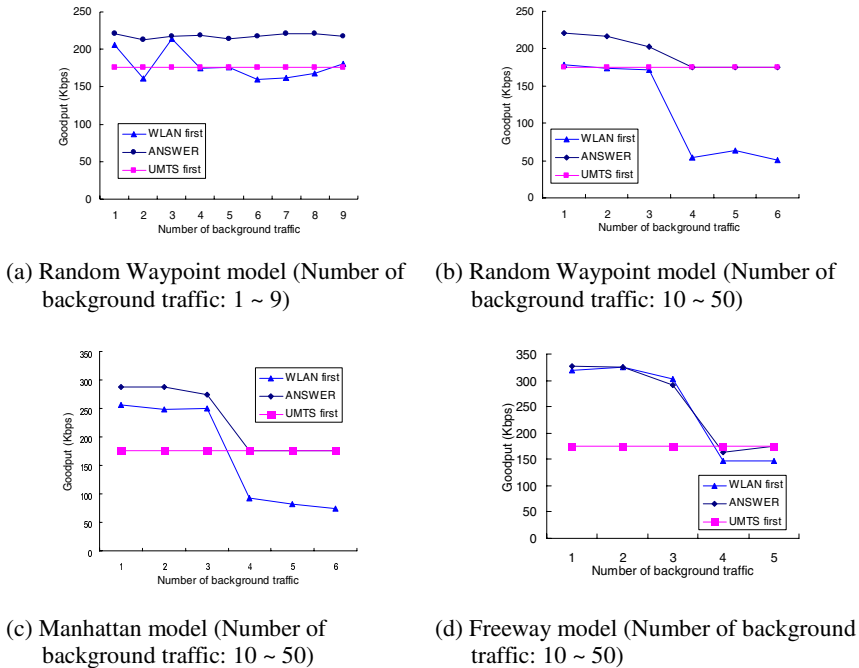 250
200
150
100
50
0
Goodput (Kbps)
WLAN first
ANSWER
UMTS first
1 2 3 4 5 6 7 8 9
Number of background traffic
(a) Random Waypoint model (Number of
background traffic: 1 ~ 9)
250
200
150
100
50
0
Goodput (Kbps)
WLAN first
ANSWER
UMTS first
1 2 3 4 5 6
Number of background traffic
(b) Random Waypoint model (Number of
background traffic: 10 ~ 50)
350
300
250
200
150
100
50
0
Goodput (Kbps)
WLAN first
ANSWER
UMTS first
1 2 3 4 5 6
Number of background traffic
(c) Manhattan model (Number of
background traffic: 10 ~ 50)
350
300
250
200
150
100
50
0
Goodput (Kbps)
WLAN first
ANSWER
UMTS first
1 2 3 4 5
Number of background traffic
(d) Freeway model (Number of background
traffic: 10 ~ 50)